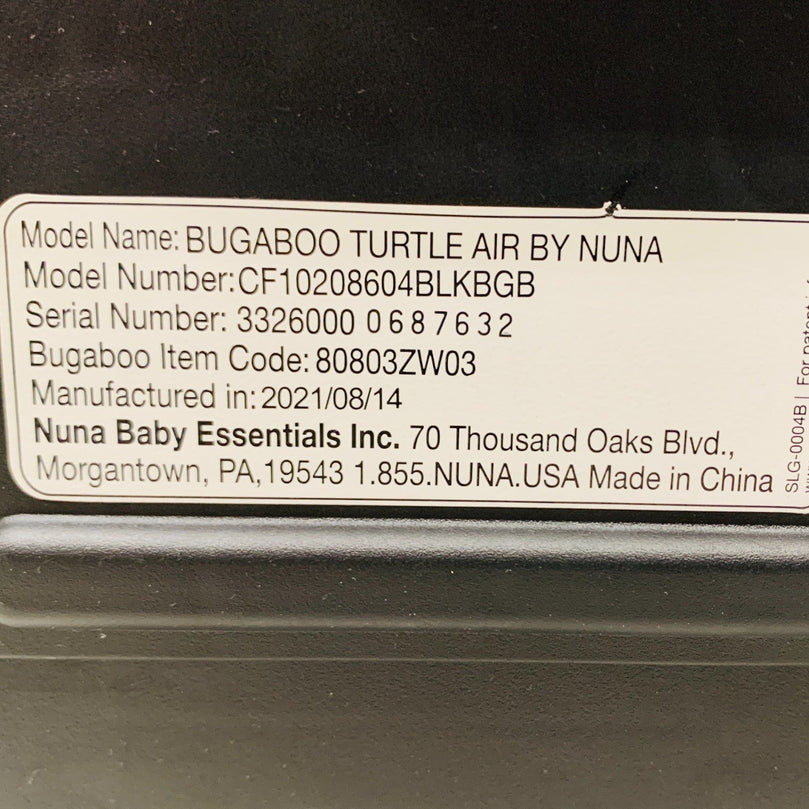 Model Name: BUGABOO TURTLE AIR BY NUNA
Model Number:CF10208604BLKBGB
Serial Number: 3326000 0687632
Bugaboo Item Code: 80803ZW03
Manufactured in: 2021/08/14
Nuna Baby Essentials Inc. 70 Thousand Oaks Blvd.,
Morgantown, PA,19543 1.855.NUNA.USA Made in China
SLG-0004B | For patent